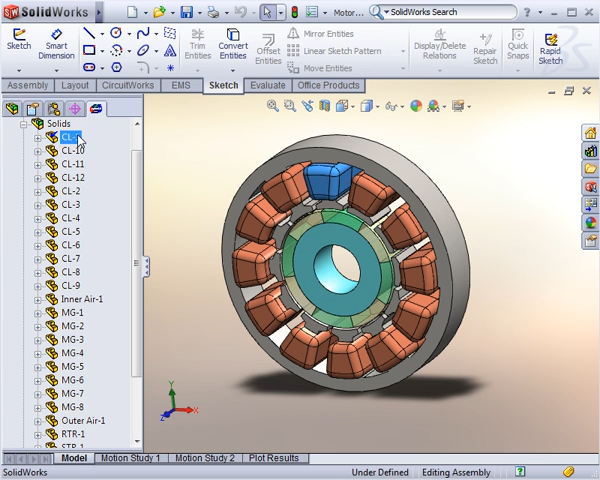 SolidWorks
Motor...
SolidWorks Search
Sketch
Smart Dimension
Trim Entities
Convert Entities
Offset Entities
Mirror Entities
Linear Sketch Pattern
Move Entities
Display/Delete Relations
Repair Sketch
Quick Snaps
Rapid Sketch
Assembly
Layout
CircuitWorks
EMS
Sketch
Evaluate
Office Products
Solids
CL-
CL-10
CL-11
CL-12
CL-2
CL-3
CL-4
CL-5
CL-6
CL-7
CL-8
CL-9
Inner Air-1
MG-1
MG-2
MG-3
MG-4
MG-5
MG-6
MG-7
MG-8
Outer Air-1
RTR-1
STR-1
Y
X
Z
Model
Motion Study 1
Motion Study 2
Plot Results
SolidWorks
Under Defined
Editing Assembly